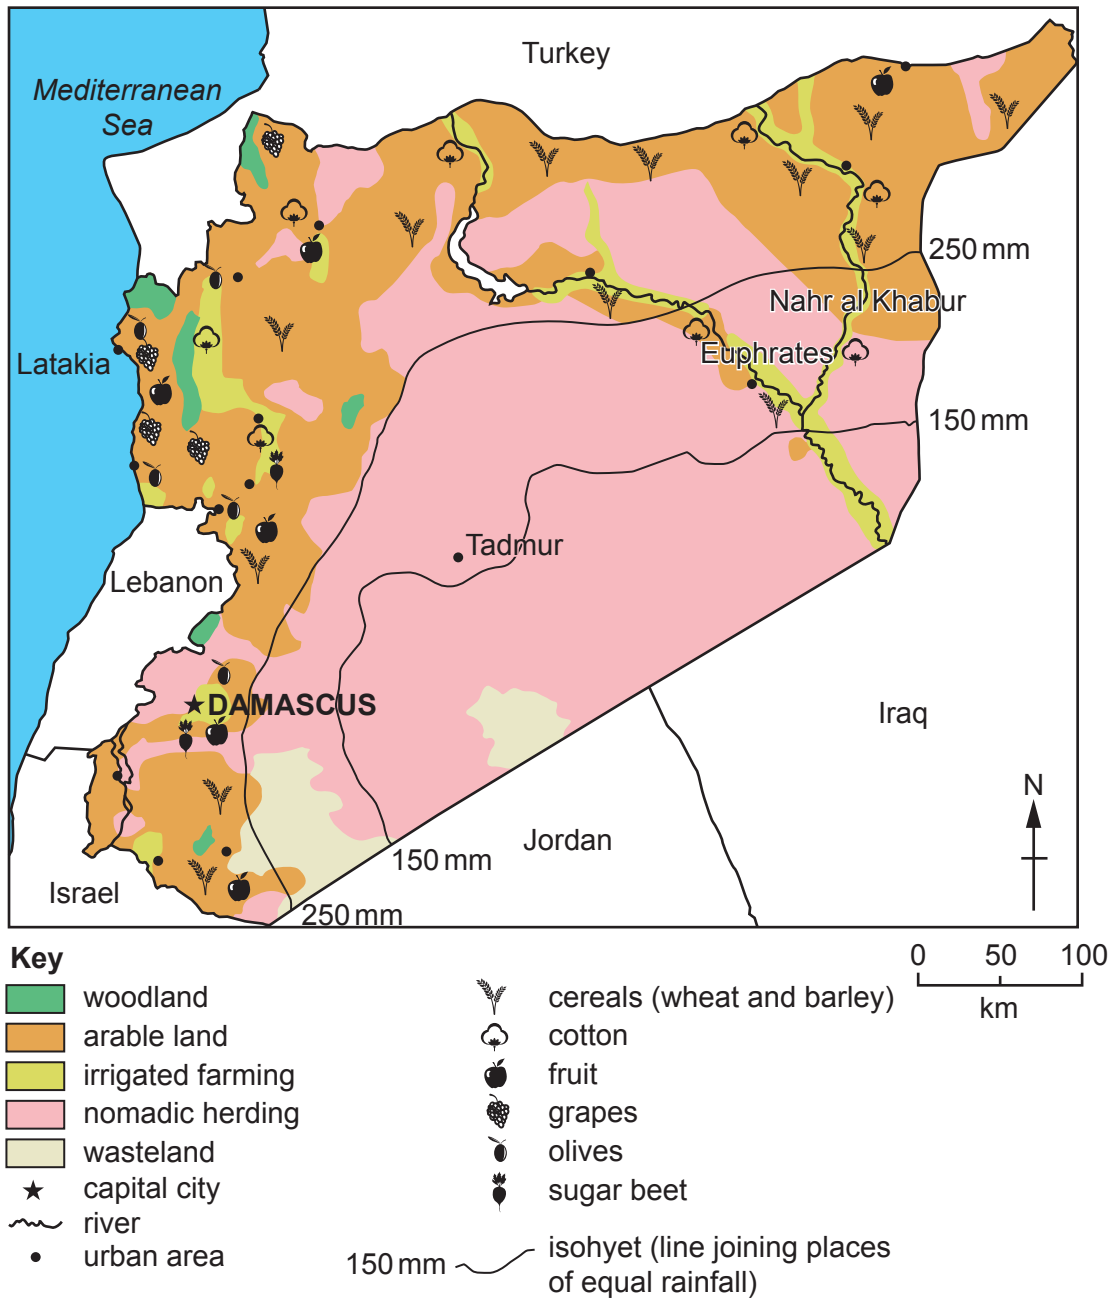 Turkey
Mediterranean
Sea
250 mm
Nahr al Khabur
Euphrates
Latakia
150 mm
Tadmur
Lebanon
DAMASCUS
Iraq
N
Jordan
150 mm
Israel
250 mm
Key
0 50 100
km
woodland
arable land
irrigated farming
nomadic herding
wasteland
capital city
river
urban area
cereals (wheat and barley)
cotton
fruit
grapes
olives
sugar beet
150 mm
isohyet (line joining places
of equal rainfall)